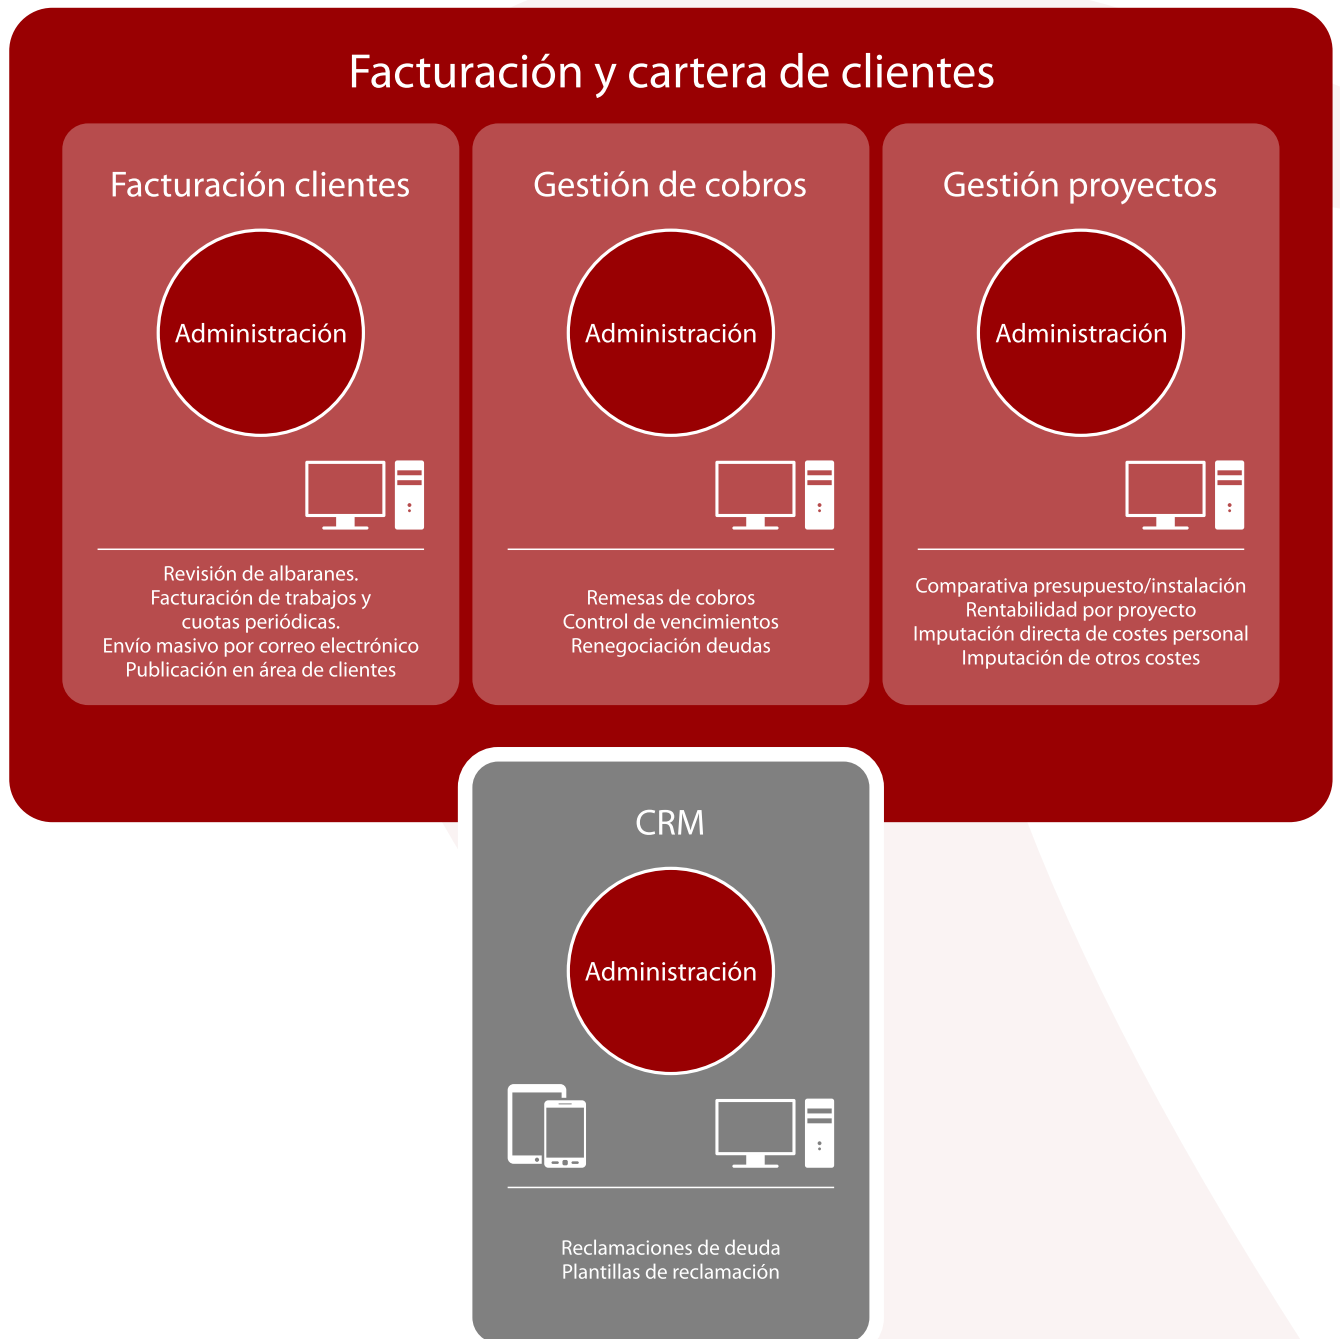 Facturación y cartera de clientes
Facturación clientes
Administración
Revisión de albaranes.
Facturación de trabajos y
cuotas periódicas.
Envío masivo por correo electrónico
Publicación en área de clientes
Gestión de cobros
Administración
Remesas de cobros
Control de vencimientos
Renegociación deudas
Gestión proyectos
Administración
Comparativa presupuesto/instalación
Rentabilidad por proyecto
Imputación directa de costes personal
Imputación de otros costes
CRM
Administración
Reclamaciones de deuda
Plantillas de reclamación